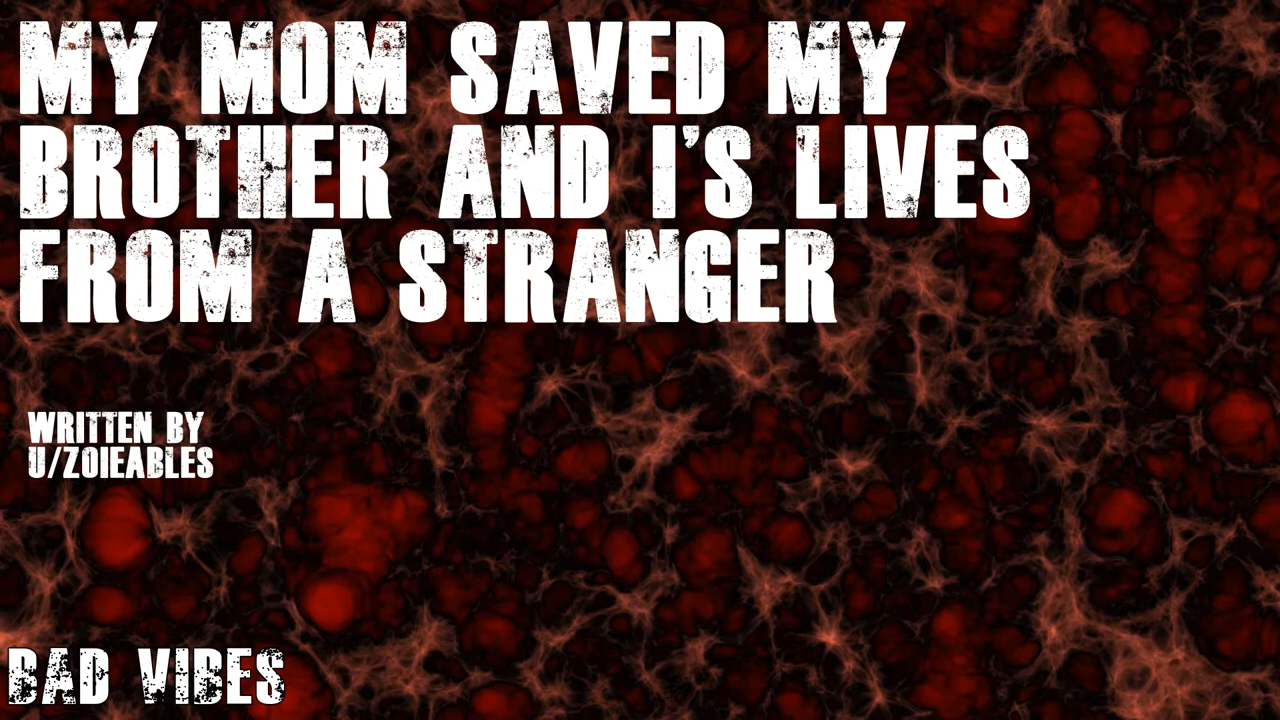 MY MOM SAVED MY
BROTHER AND I'S LIVES
FROM A STRANGER
WRITTEN BY
U/ZOIEABLES
BAD VIBES